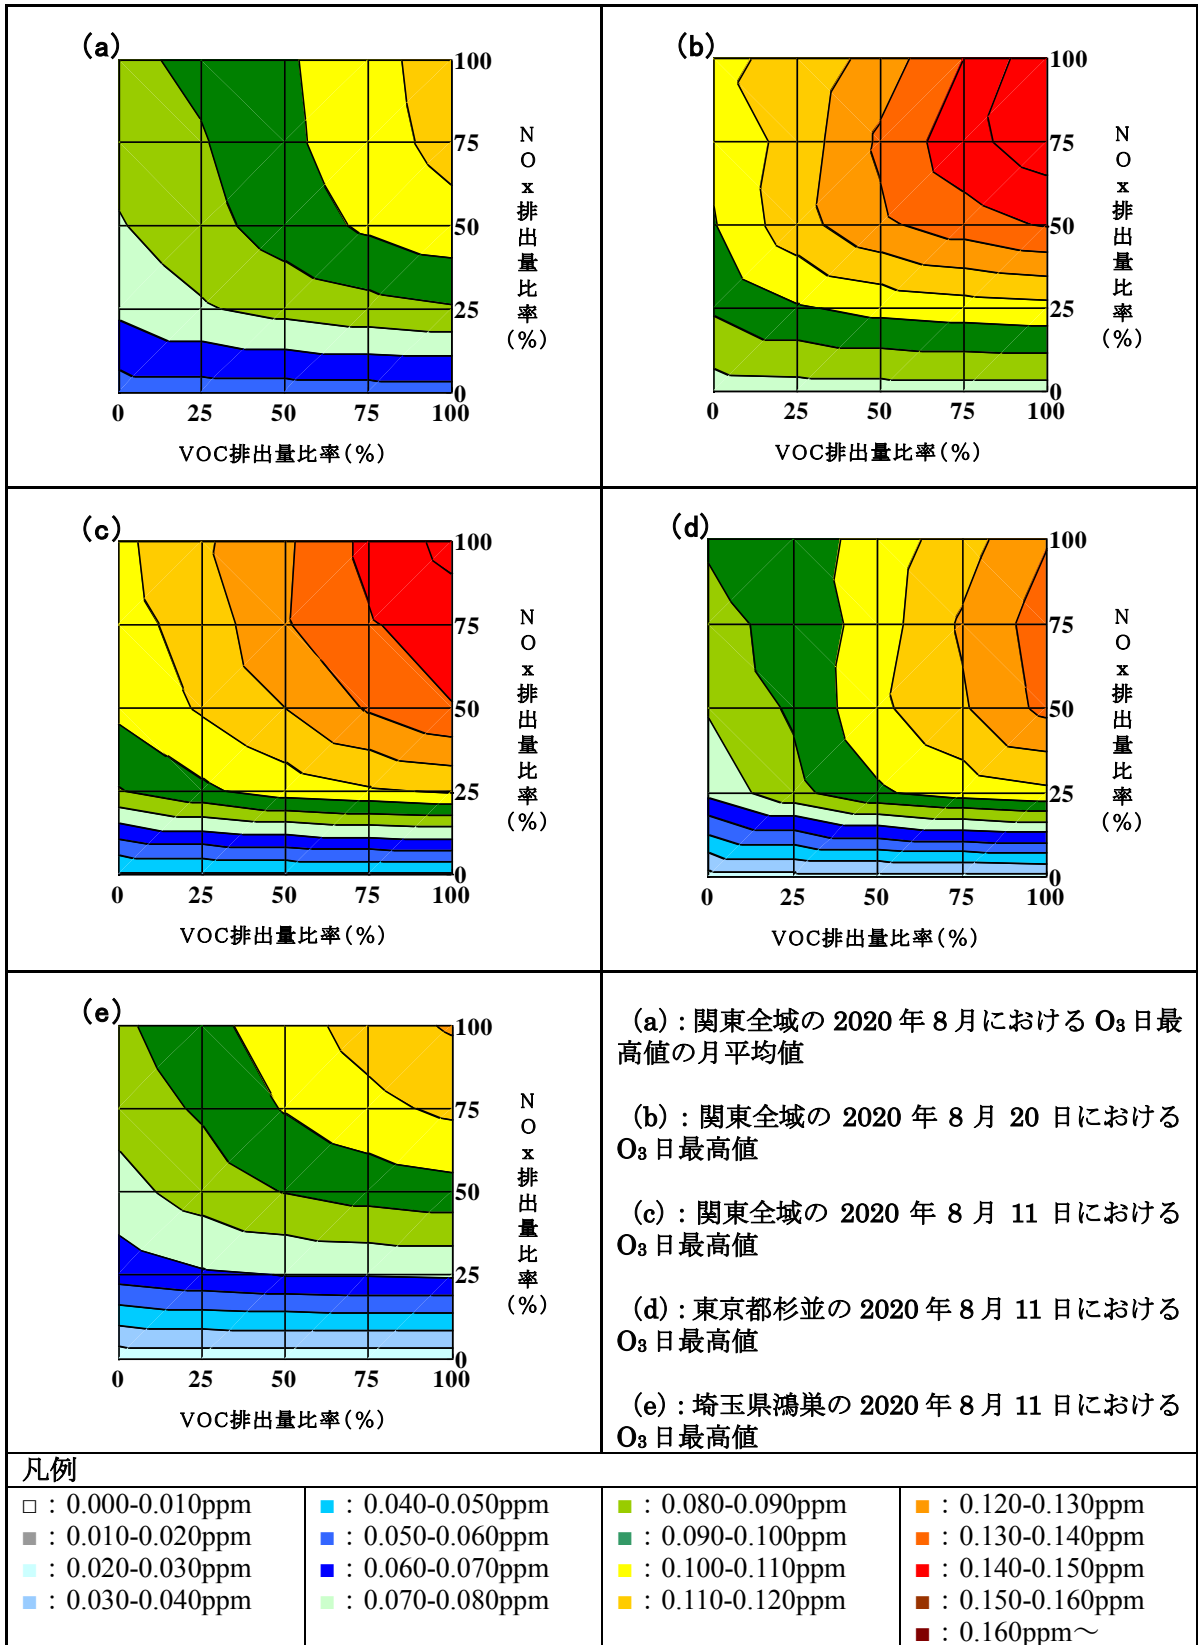 (a)
100
75
50
25
0
0 25 50 75 100
VOC排出量比率(%)
NOx排出量比率(%)
(b)
100
75
50
25
0
0 25 50 75 100
VOC排出量比率(%)
NOx排出量比率(%)
(c)
100
75
50
25
0
0 25 50 75 100
VOC排出量比率(%)
NOx排出量比率(%)
(d)
100
75
50
25
0
0 25 50 75 100
VOC排出量比率(%)
NOx排出量比率(%)
(e)
100
75
50
25
0
0 25 50 75 100
VOC排出量比率(%)
NOx排出量比率(%)
(a):関東全域の 2020 年 8 月における O₃ 日最
高値の月平均値
(b):関東全域の 2020 年 8 月 20 日における
O₃ 日最高値
(c):関東全域の 2020 年 8 月 11 日における
O₃ 日最高値
(d):東京都杉並の 2020 年 8 月 11 日における
O₃ 日最高値
(e):埼玉県鴻巣の 2020 年 8 月 11 日における
O₃ 日最高値
凡例
□:0.000-0.010ppm
■:0.010-0.020ppm
■:0.020-0.030ppm
■:0.030-0.040ppm
■:0.040-0.050ppm
■:0.050-0.060ppm
■:0.060-0.070ppm
■:0.070-0.080ppm
■:0.080-0.090ppm
■:0.090-0.100ppm
■:0.100-0.110ppm
■:0.110-0.120ppm
■:0.120-0.130ppm
■:0.130-0.140ppm
■:0.140-0.150ppm
■:0.150-0.160ppm
■:0.160ppm~